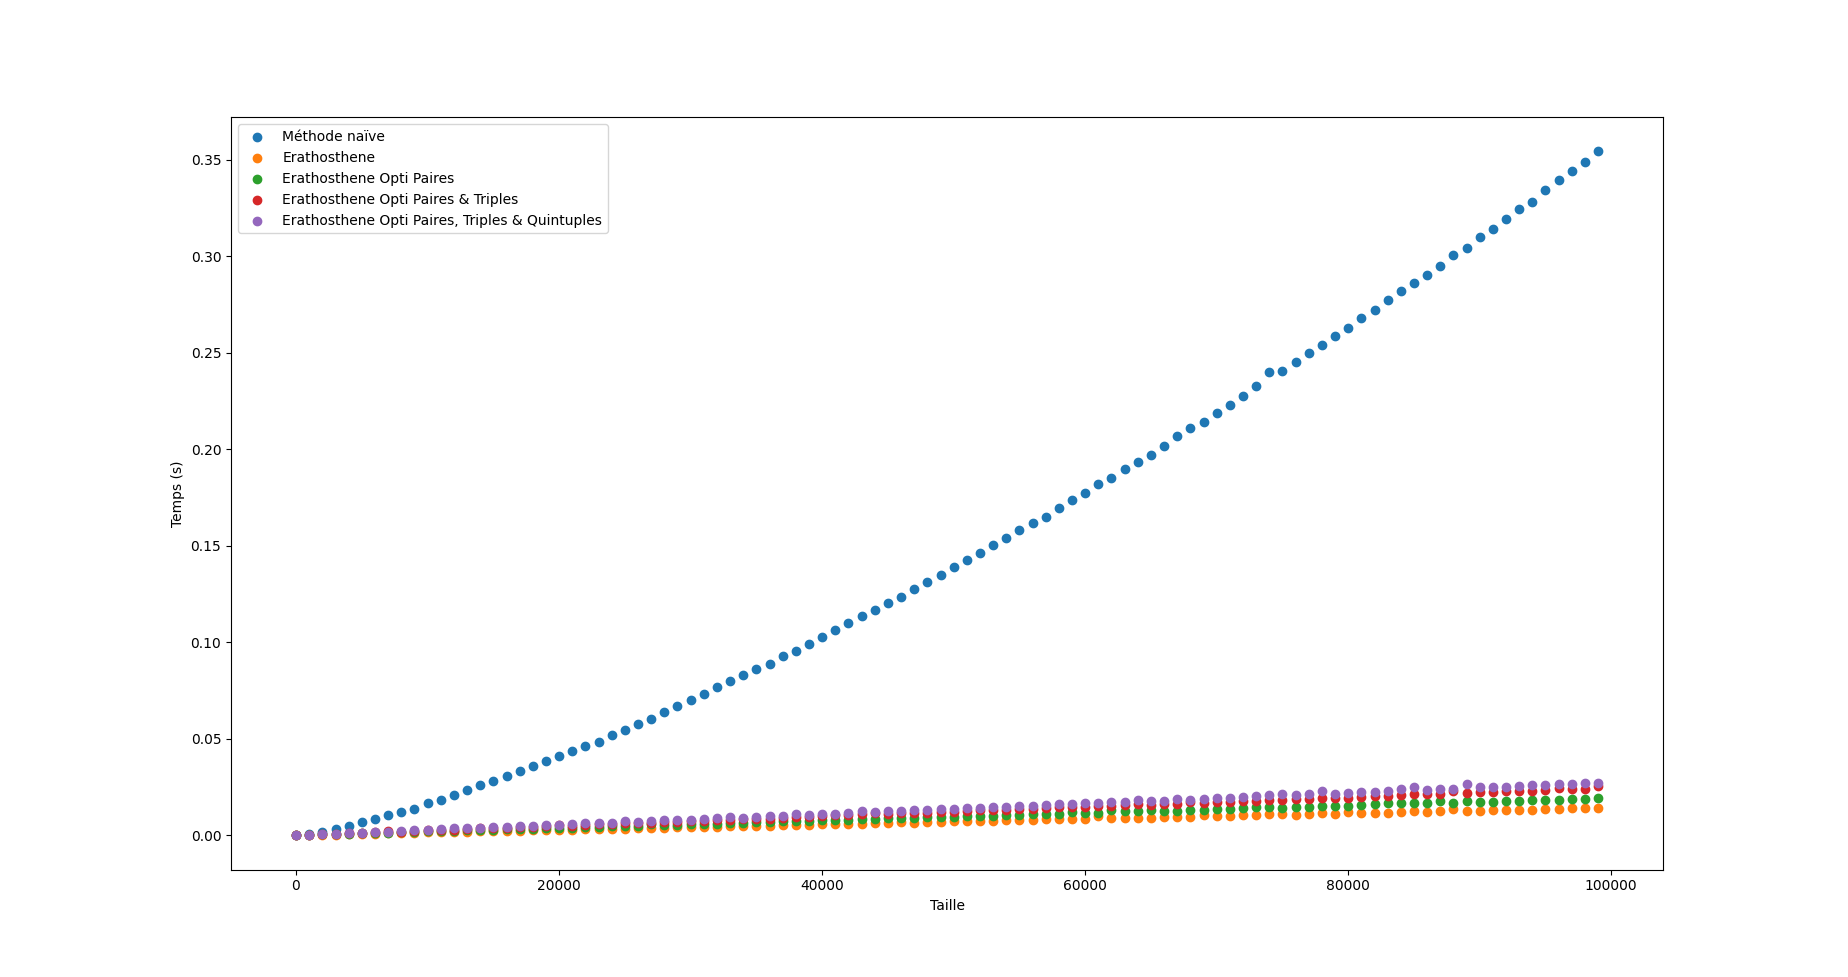 Méthode naïve
Erathosthene
Erathosthene Opti Paires
Erathosthene Opti Paires & Triples
Erathosthene Opti Paires, Triples & Quintuples
0.35
0.30
0.25
0.20
0.15
0.10
0.05
0.00
Temps (s)
0 20000 40000 60000 80000 100000
Taille